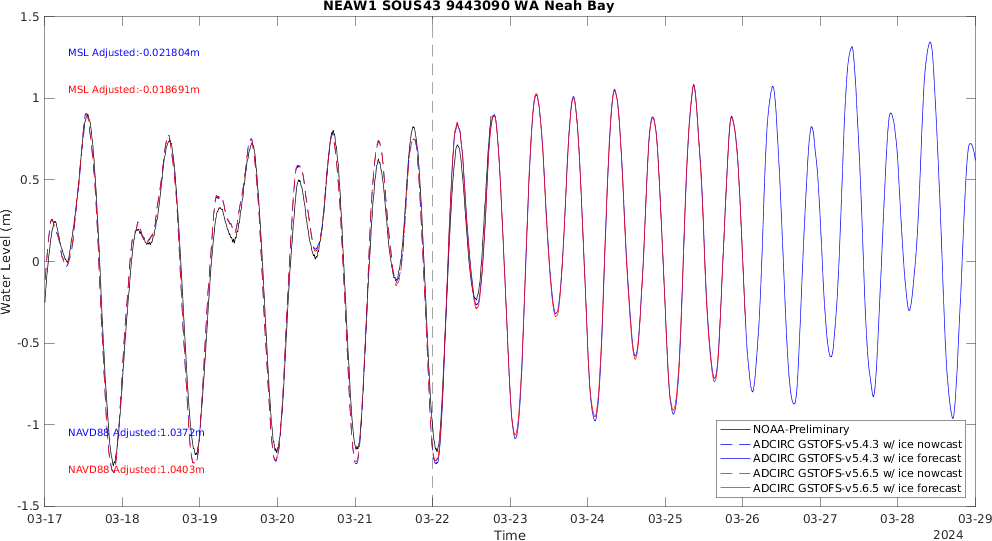 NEAW1 SOUS43 9443090 WA Neah Bay
1.5
1
0.5
0
-0.5
-1
-1.5
Water Level (m)
MSL Adjusted:-0.021804m
MSL Adjusted:-0.018691m
NAVD88 Adjusted:1.0372m
NAVD88 Adjusted:1.0403m
NOAA-Preliminary
ADCIRC GSTOFS-v5.4.3 w/ ice nowcast
ADCIRC GSTOFS-v5.4.3 w/ ice forecast
ADCIRC GSTOFS-v5.6.5 w/ ice nowcast
ADCIRC GSTOFS-v5.6.5 w/ ice forecast
03-17 03-18 03-19 03-20 03-21 03-22 03-23 03-24 03-25 03-26 03-27 03-28 03-29
Time
2024